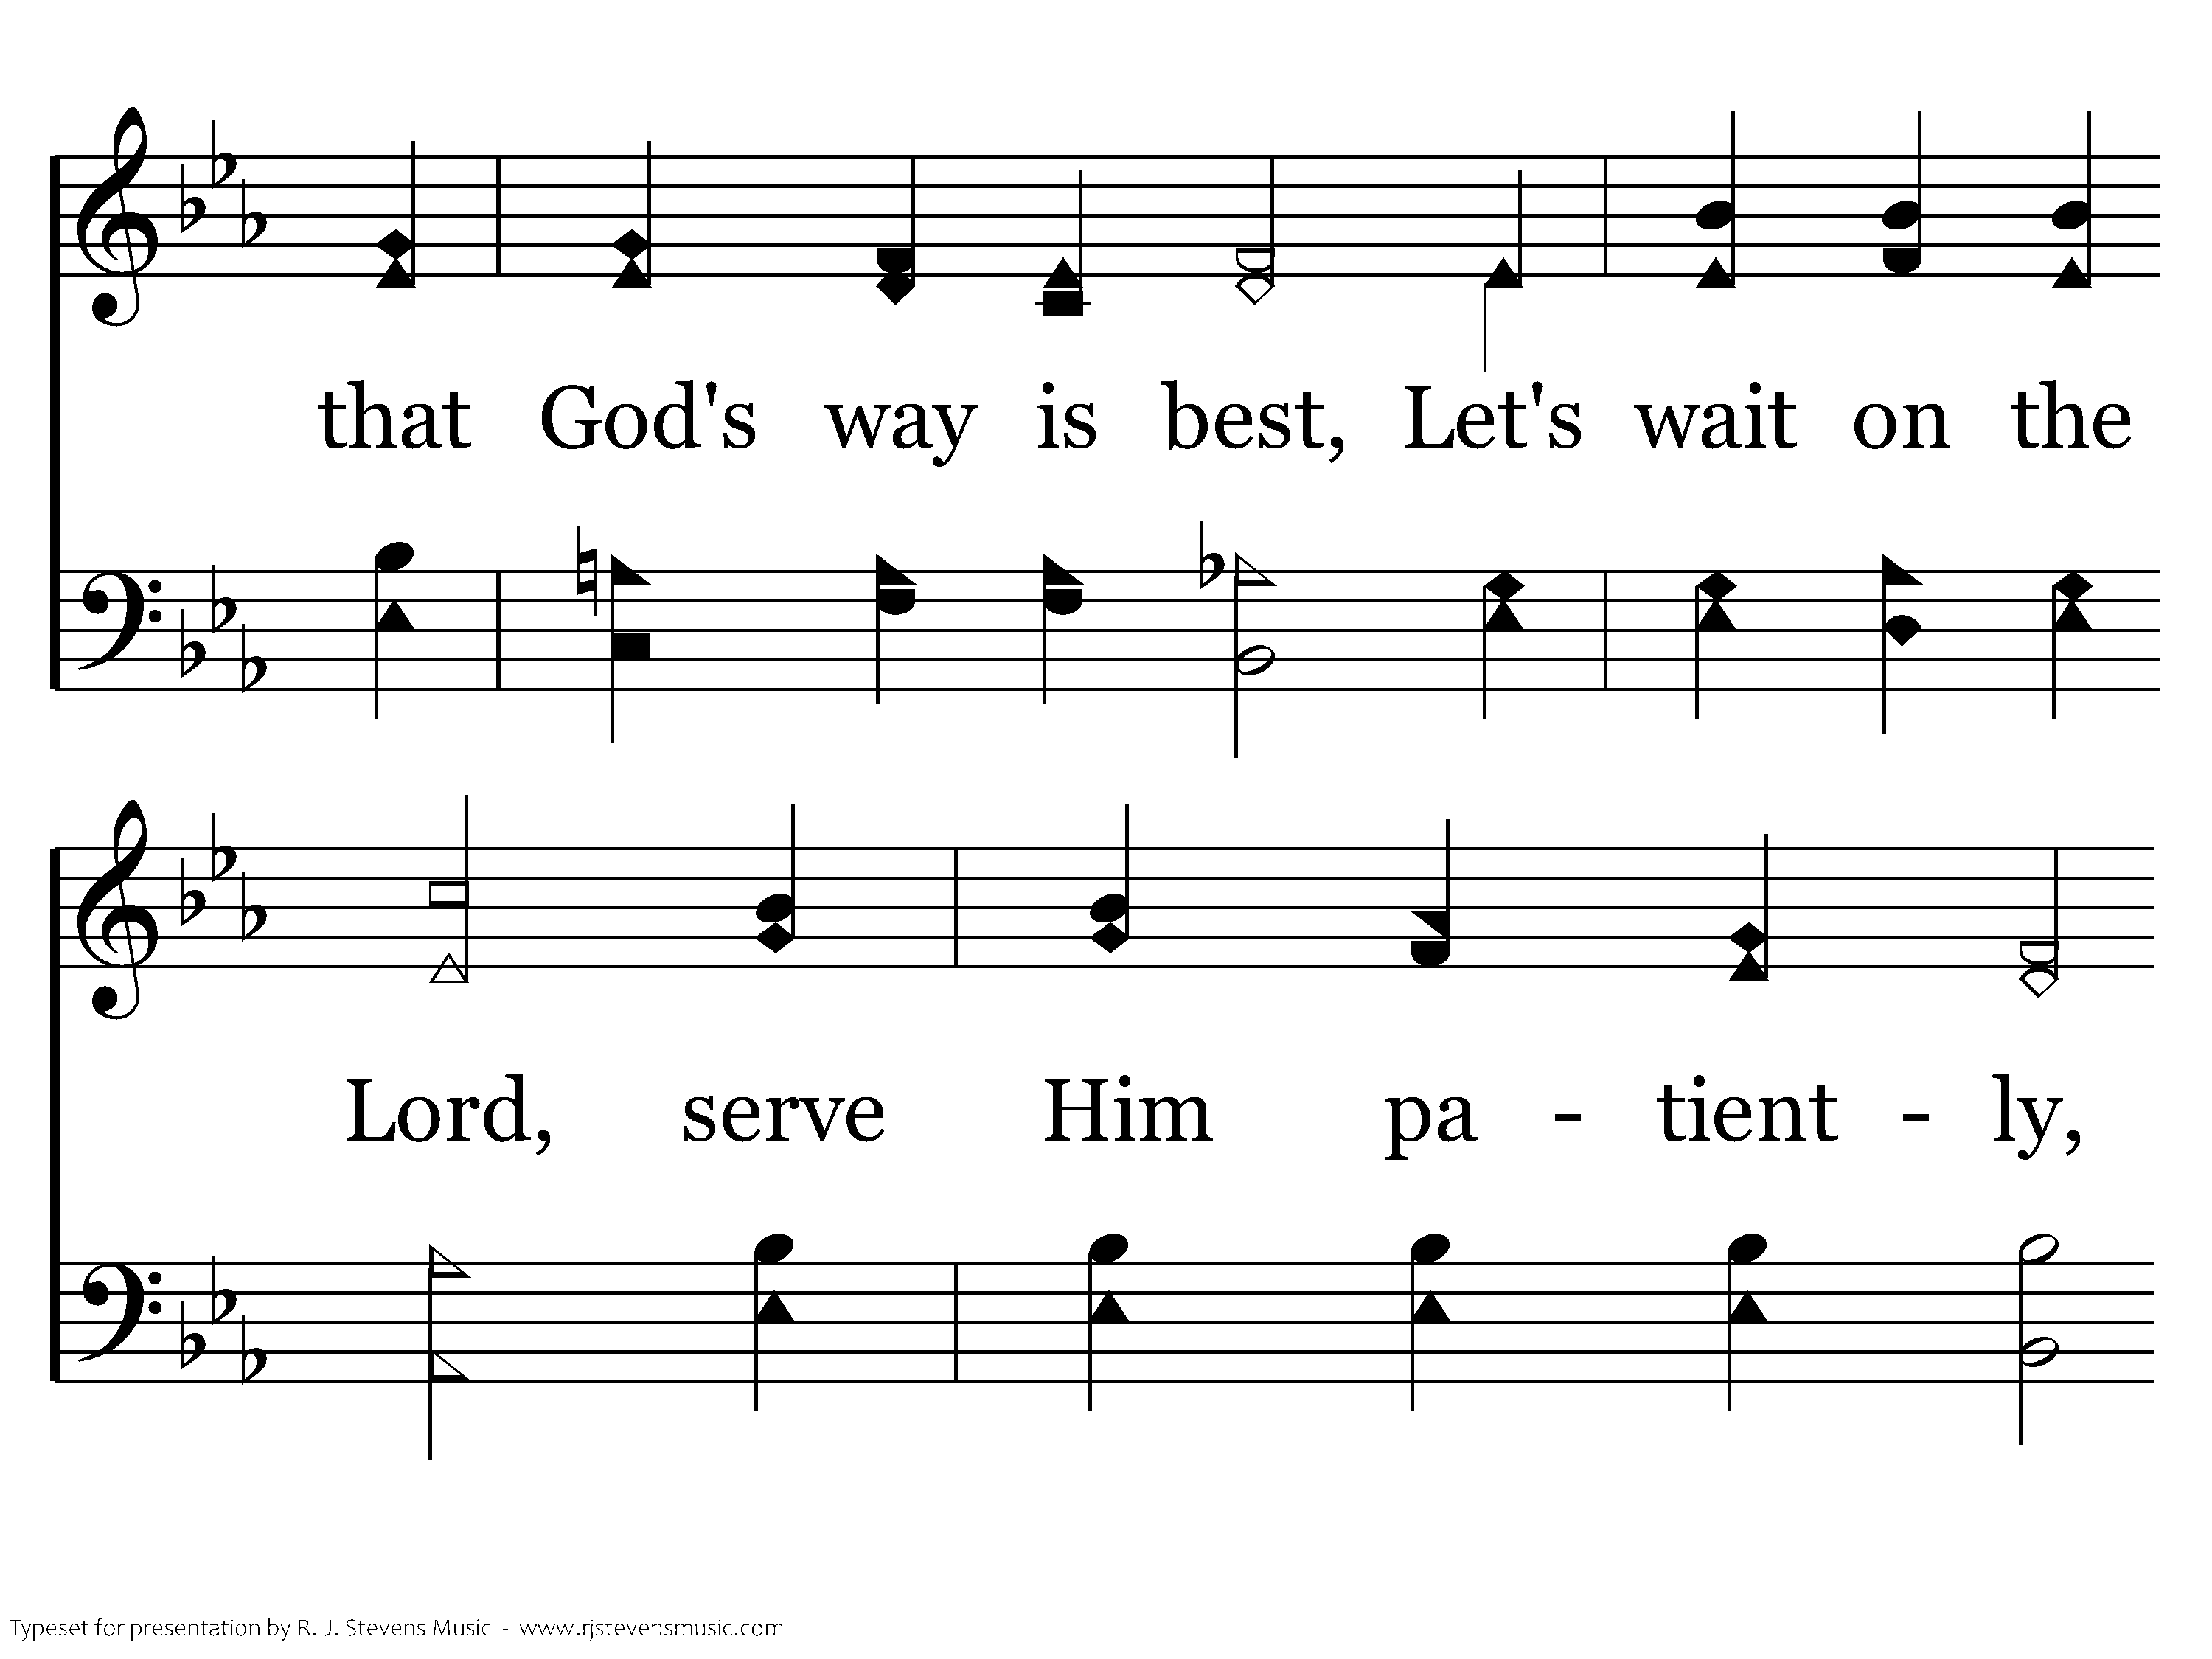 that God's way is best, Let's wait on the
Lord, serve Him pa - tient - ly,
Typeset for presentation by R. J. Stevens Music - www.rjstevensmusic.com